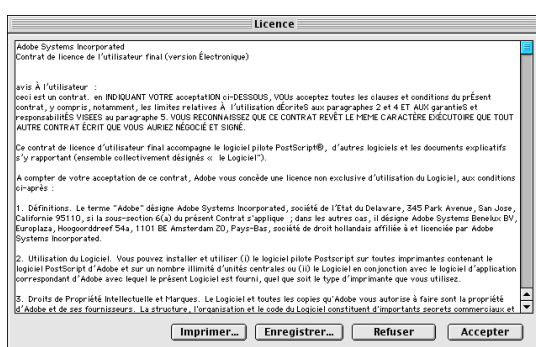 Licence
Adobe Systems Incorporated
Contrat de licence de l'utilisateur final (version Électronique)
avis À l'utilisateur :
ceci est un contrat. en INDIQUANT VOTRE acceptatION ci-DESSOUS, VOUs acceptez toutes les clauses et conditions du prÉsent
contrat, y compris, notamment, les limites relatives À l'utilisation dÉcriteS aux paragraphes 2 et 4 ET AUX garantieS et
responsabilitÉS VISEES au paragraphe 5. VOUS RECONNAISSEZ QUE CE CONTRAT REVÊT LE MEME CARACTÈRE EXÉCUTOIRE QUE TOUT
AUTRE CONTRAT ÉCRIT QUE VOUS AURIEZ NÉGOCIÉ ET SIGNÉ.
Ce contrat de licence d'utilisateur final accompagne le logiciel pilote PostScript®, d'autres logiciels et les documents explicatifs
s'y rapportant (ensemble collectivement désignés « le Logiciel").
A compter de votre acceptation de ce contrat, Adobe vous concède une licence non exclusive d'utilisation du Logiciel, aux conditions
ci-après :
1. Définitions. Le terme "Adobe" désigne Adobe Systems Incorporated, société de l'Etat du Delaware, 345 Park Avenue, San Jose,
Californie 95110, si la sous-section 6(a) du présent Contrat s'applique ; dans les autres cas, il désigne Adobe Systems Benelux BV,
Europlaza, Hoogoorddreef 54a, 1101 BE Amsterdam ZO, Pays-Bas, société de droit hollandais affiliée à et licenciée par Adobe
Systems Incorporated.
2. Utilisation du Logiciel. Vous pouvez installer et utiliser (i) le logiciel pilote Postscript sur toutes imprimantes contenant le
logiciel PostScript d'Adobe et sur un nombre illimité d'unités centrales ou (ii) le Logiciel en conjonction avec le logiciel d'application
correspondant d'Adobe avec lequel le présent Logiciel est fourni, quel que soit le type d'imprimante que vous utilisez.
3. Droits de Propriété Intellectuelle et Marques. Le Logiciel et toutes les copies qu'Adobe vous autorise à faire sont la propriété
d'Adobe et de ses fournisseurs. La structure, l'organisation et le code du Logiciel constituent d'importants secrets commerciaux et
Imprimer... Enregistrer... Refuser Accepter